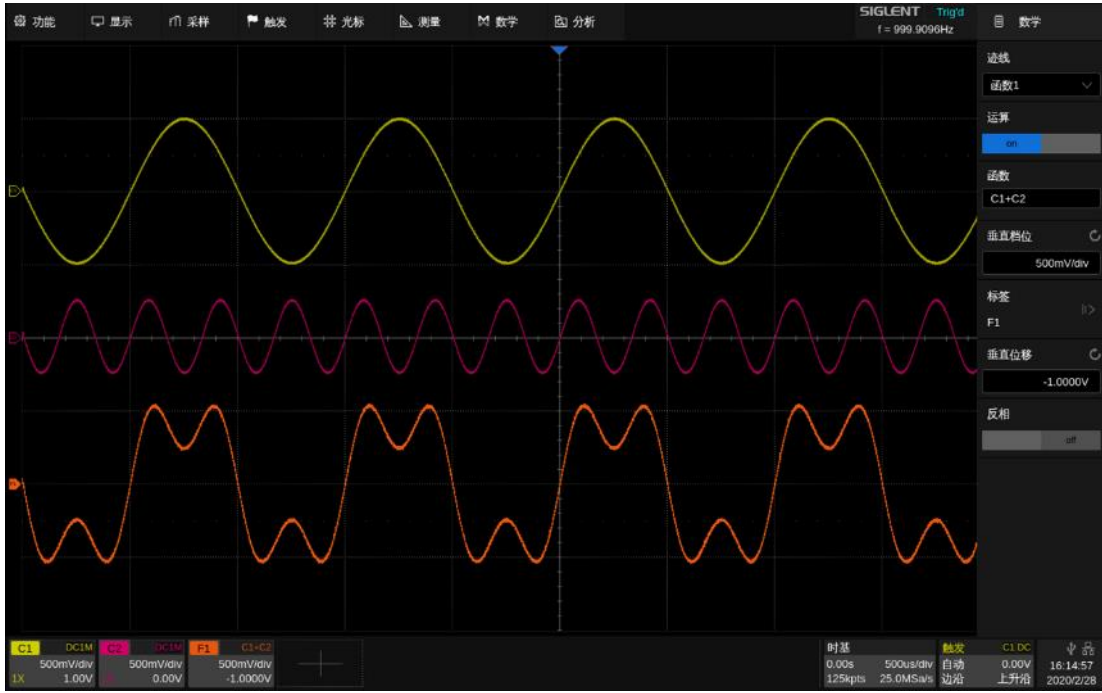 功能 显示 采样 触发 光标 测量 数学 分析
SIGLENT Trig'd
f = 999.9096Hz
数学
迹线
函数1
运算
on
函数
C1+C2
垂直档位
500mV/div
标签
F1
垂直位移
-1.0000V
反相
off
C1 DC1M
500mV/div
1X 1.00V
C2 DC1M
500mV/div
0.00V
F1 C1+C2
500mV/div
-1.0000V
时基
0.00s 500us/div
125kpts 25.0MSa/s
触发 C1 DC
自动 0.00V
边沿 上升沿
16:14:57
2020/2/28